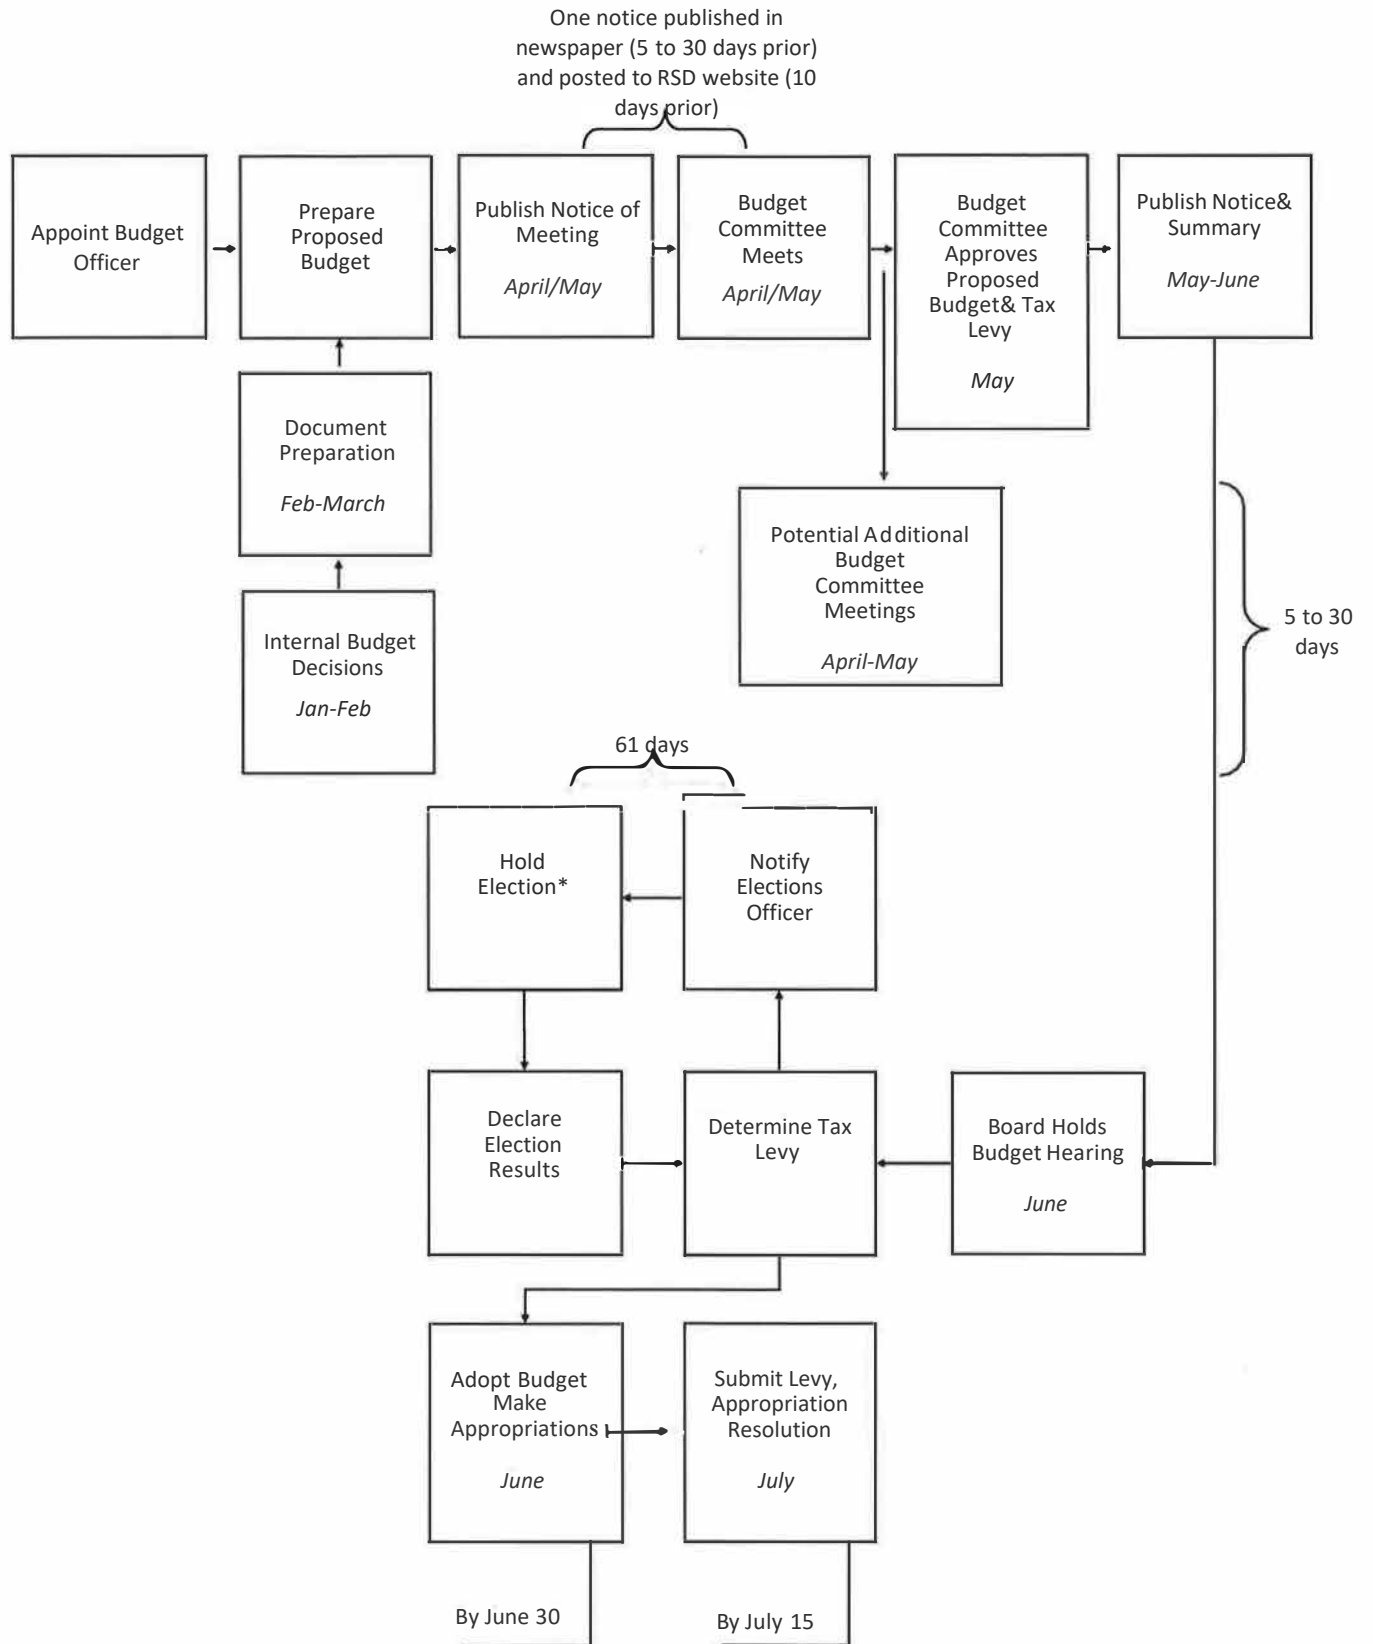 One notice published in
newspaper (5 to 30 days prior)
and posted to RSD website (10
days prior)
Appoint Budget
Officer
Prepare
Proposed
Budget
Publish Notice of
Meeting
April/May
Budget
Committee
Meets
April/May
Budget
Committee
Approves
Proposed
Budget& Tax
Levy
May
Publish Notice&
Summary
May-June
Document
Preparation
Feb-March
Potential Additional
Budget
Committee
Meetings
April-May
5 to 30
days
Internal Budget
Decisions
Jan-Feb
61 days
Hold
Election*
Notify
Elections
Officer
Declare
Election
Results
Determine Tax
Levy
Board Holds
Budget Hearing
June
Adopt Budget
Make
Appropriations
June
Submit Levy,
Appropriation
Resolution
July
By June 30
By July 15